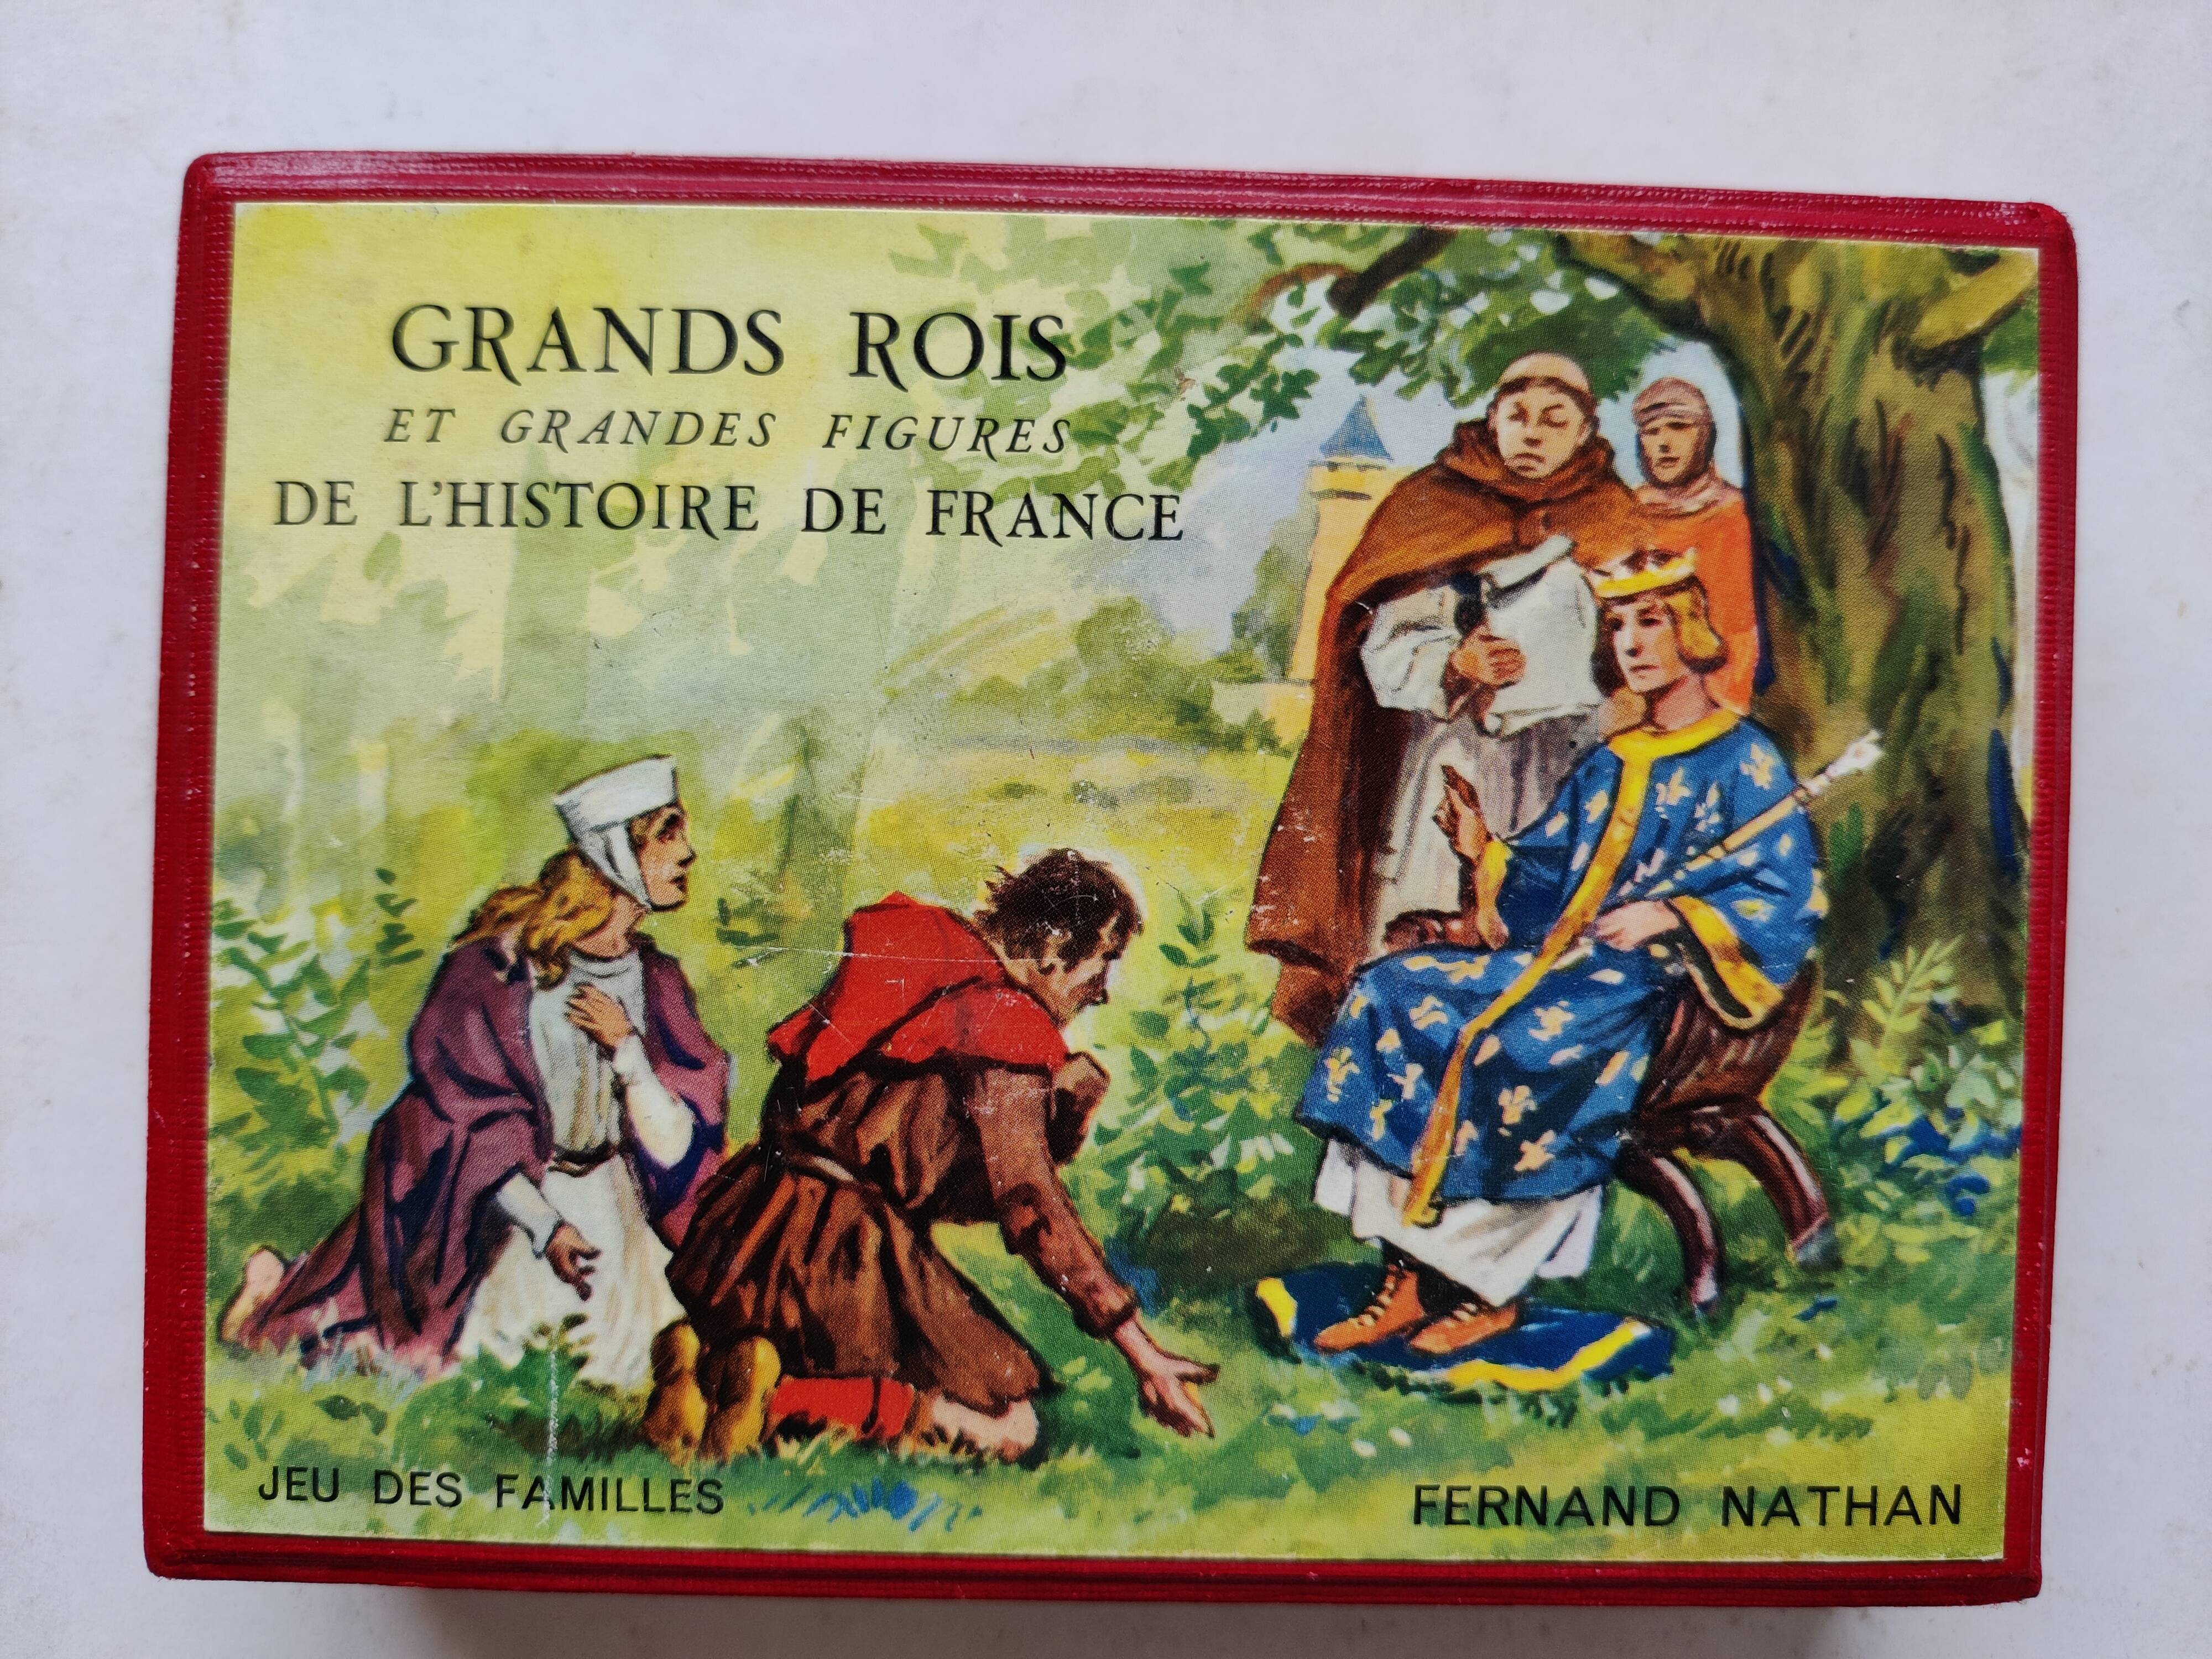 GRANDS ROIS
ET GRANDES FIGURES
DE L'HISTOIRE DE FRANCE
JEU DES FAMILLES
FERNAND NATHAN